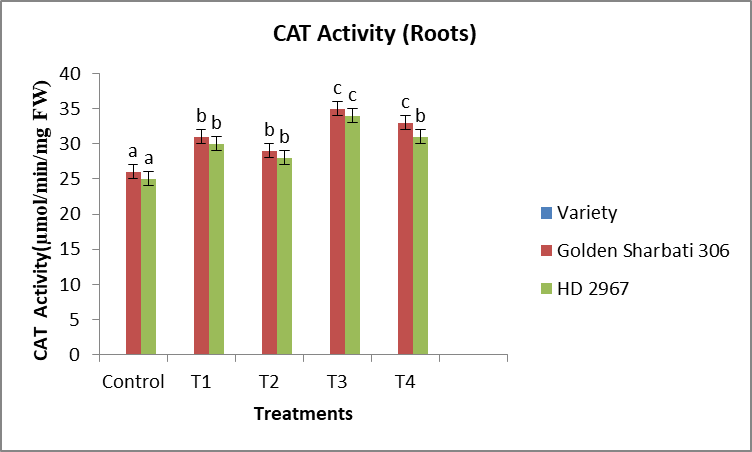 CAT Activity (Roots)
CAT Activity(µmol/min/mg FW)
40
35
30
25
20
15
10
5
0
a a b b b b c c c b
Control T1 T2 T3 T4
Treatments
Variety
Golden Sharbati 306
HD 2967